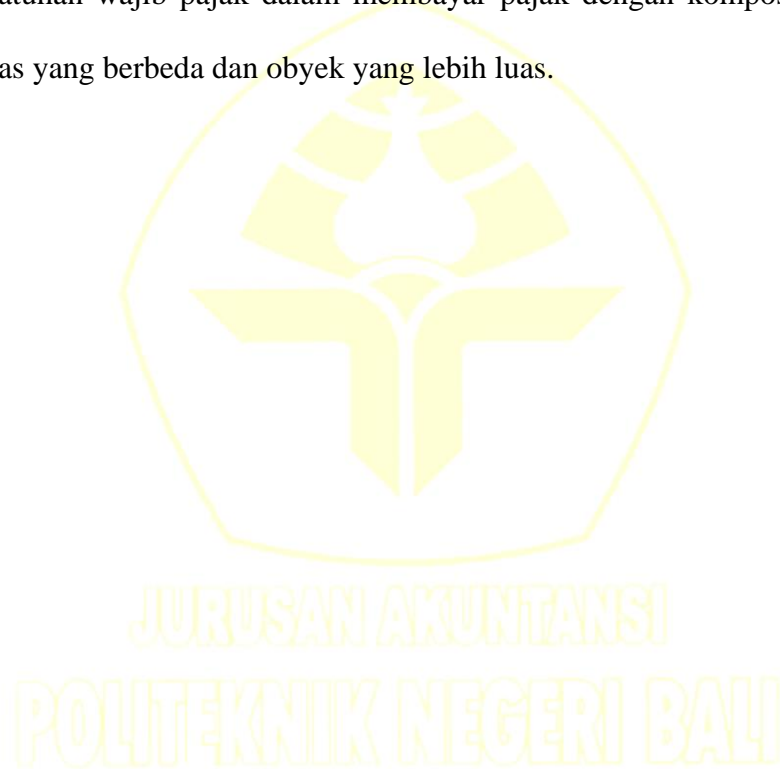 atuhan wajib pajak dalam membayar pajak dengan kompos
as yang berbeda dan obyek yang lebih luas.
JURUSAN AKUNTANSI
POLITEKNIK NEGERI BALI